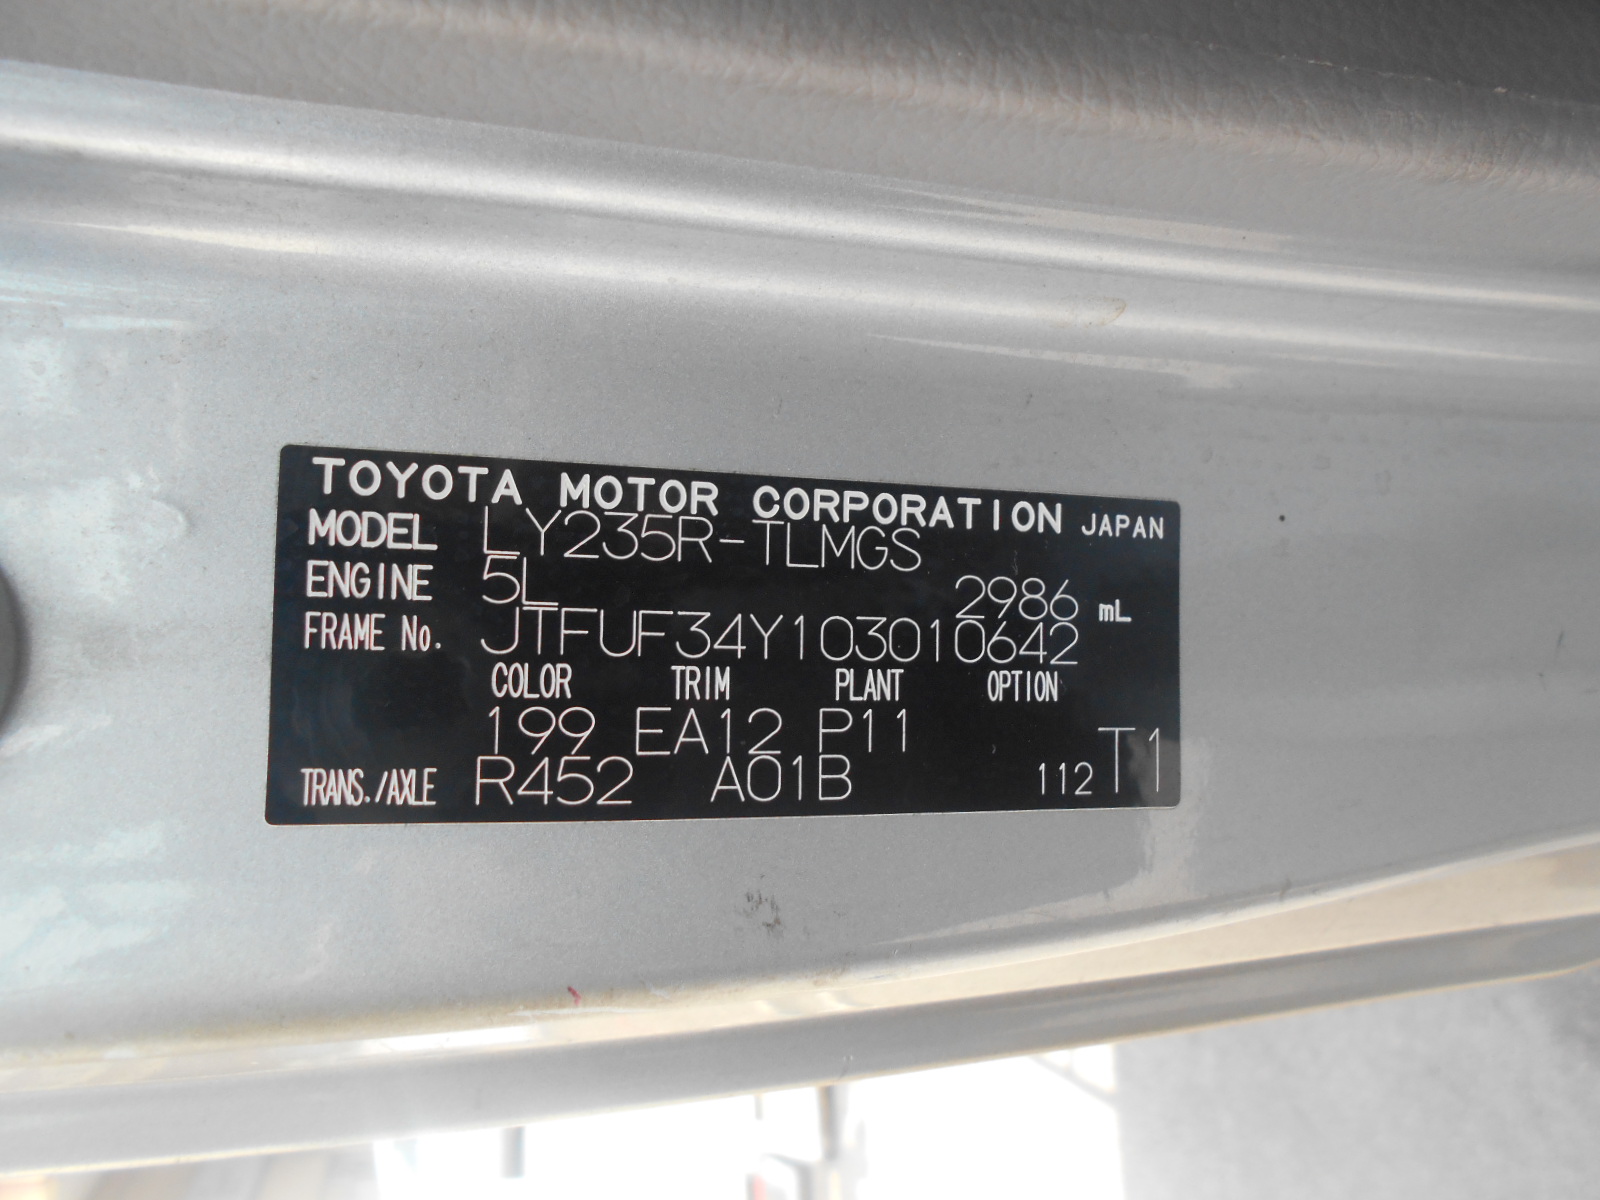 TOYOTA MOTOR CORPORATION JAPAN
MODEL LY235R-TLMGS
ENGINE 5L 2986 mL
FRAME No. JTFUF34Y103010642
COLOR TRIM PLANT OPTION
199 EA12 P11
TRANS./AXLE R452 A01B 112 T1